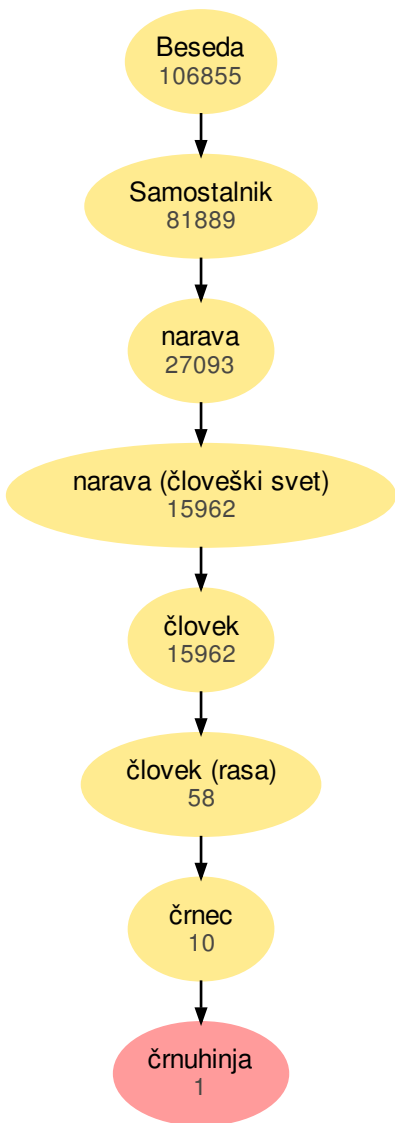 Beseda
106855
Samostalnik
81889
narava
27093
narava (človeški svet)
15962
človek
15962
človek (rasa)
58
črnec
10
črnuhinja
1